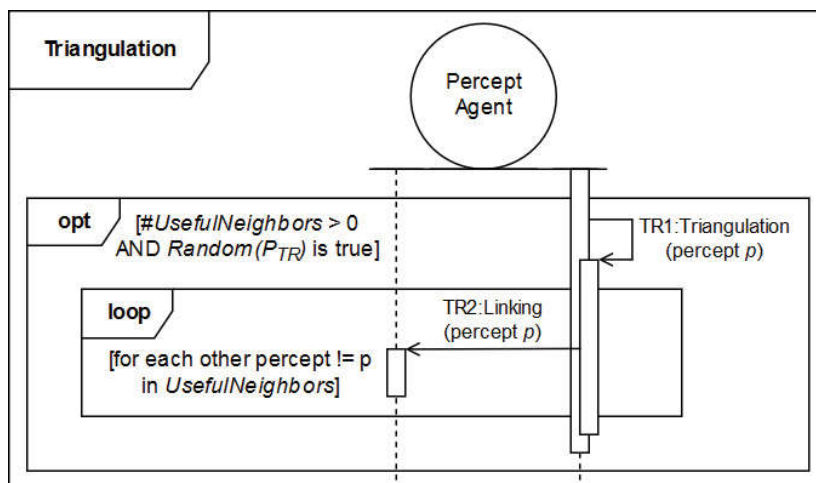 Triangulation
Percept
Agent
opt
[#UsefulNeighbors > 0
AND Random(PTR) is true]
TR1:Triangulation
(percept p)
loop
TR2:Linking
(percept p)
[for each other percept != p
in UsefulNeighbors]